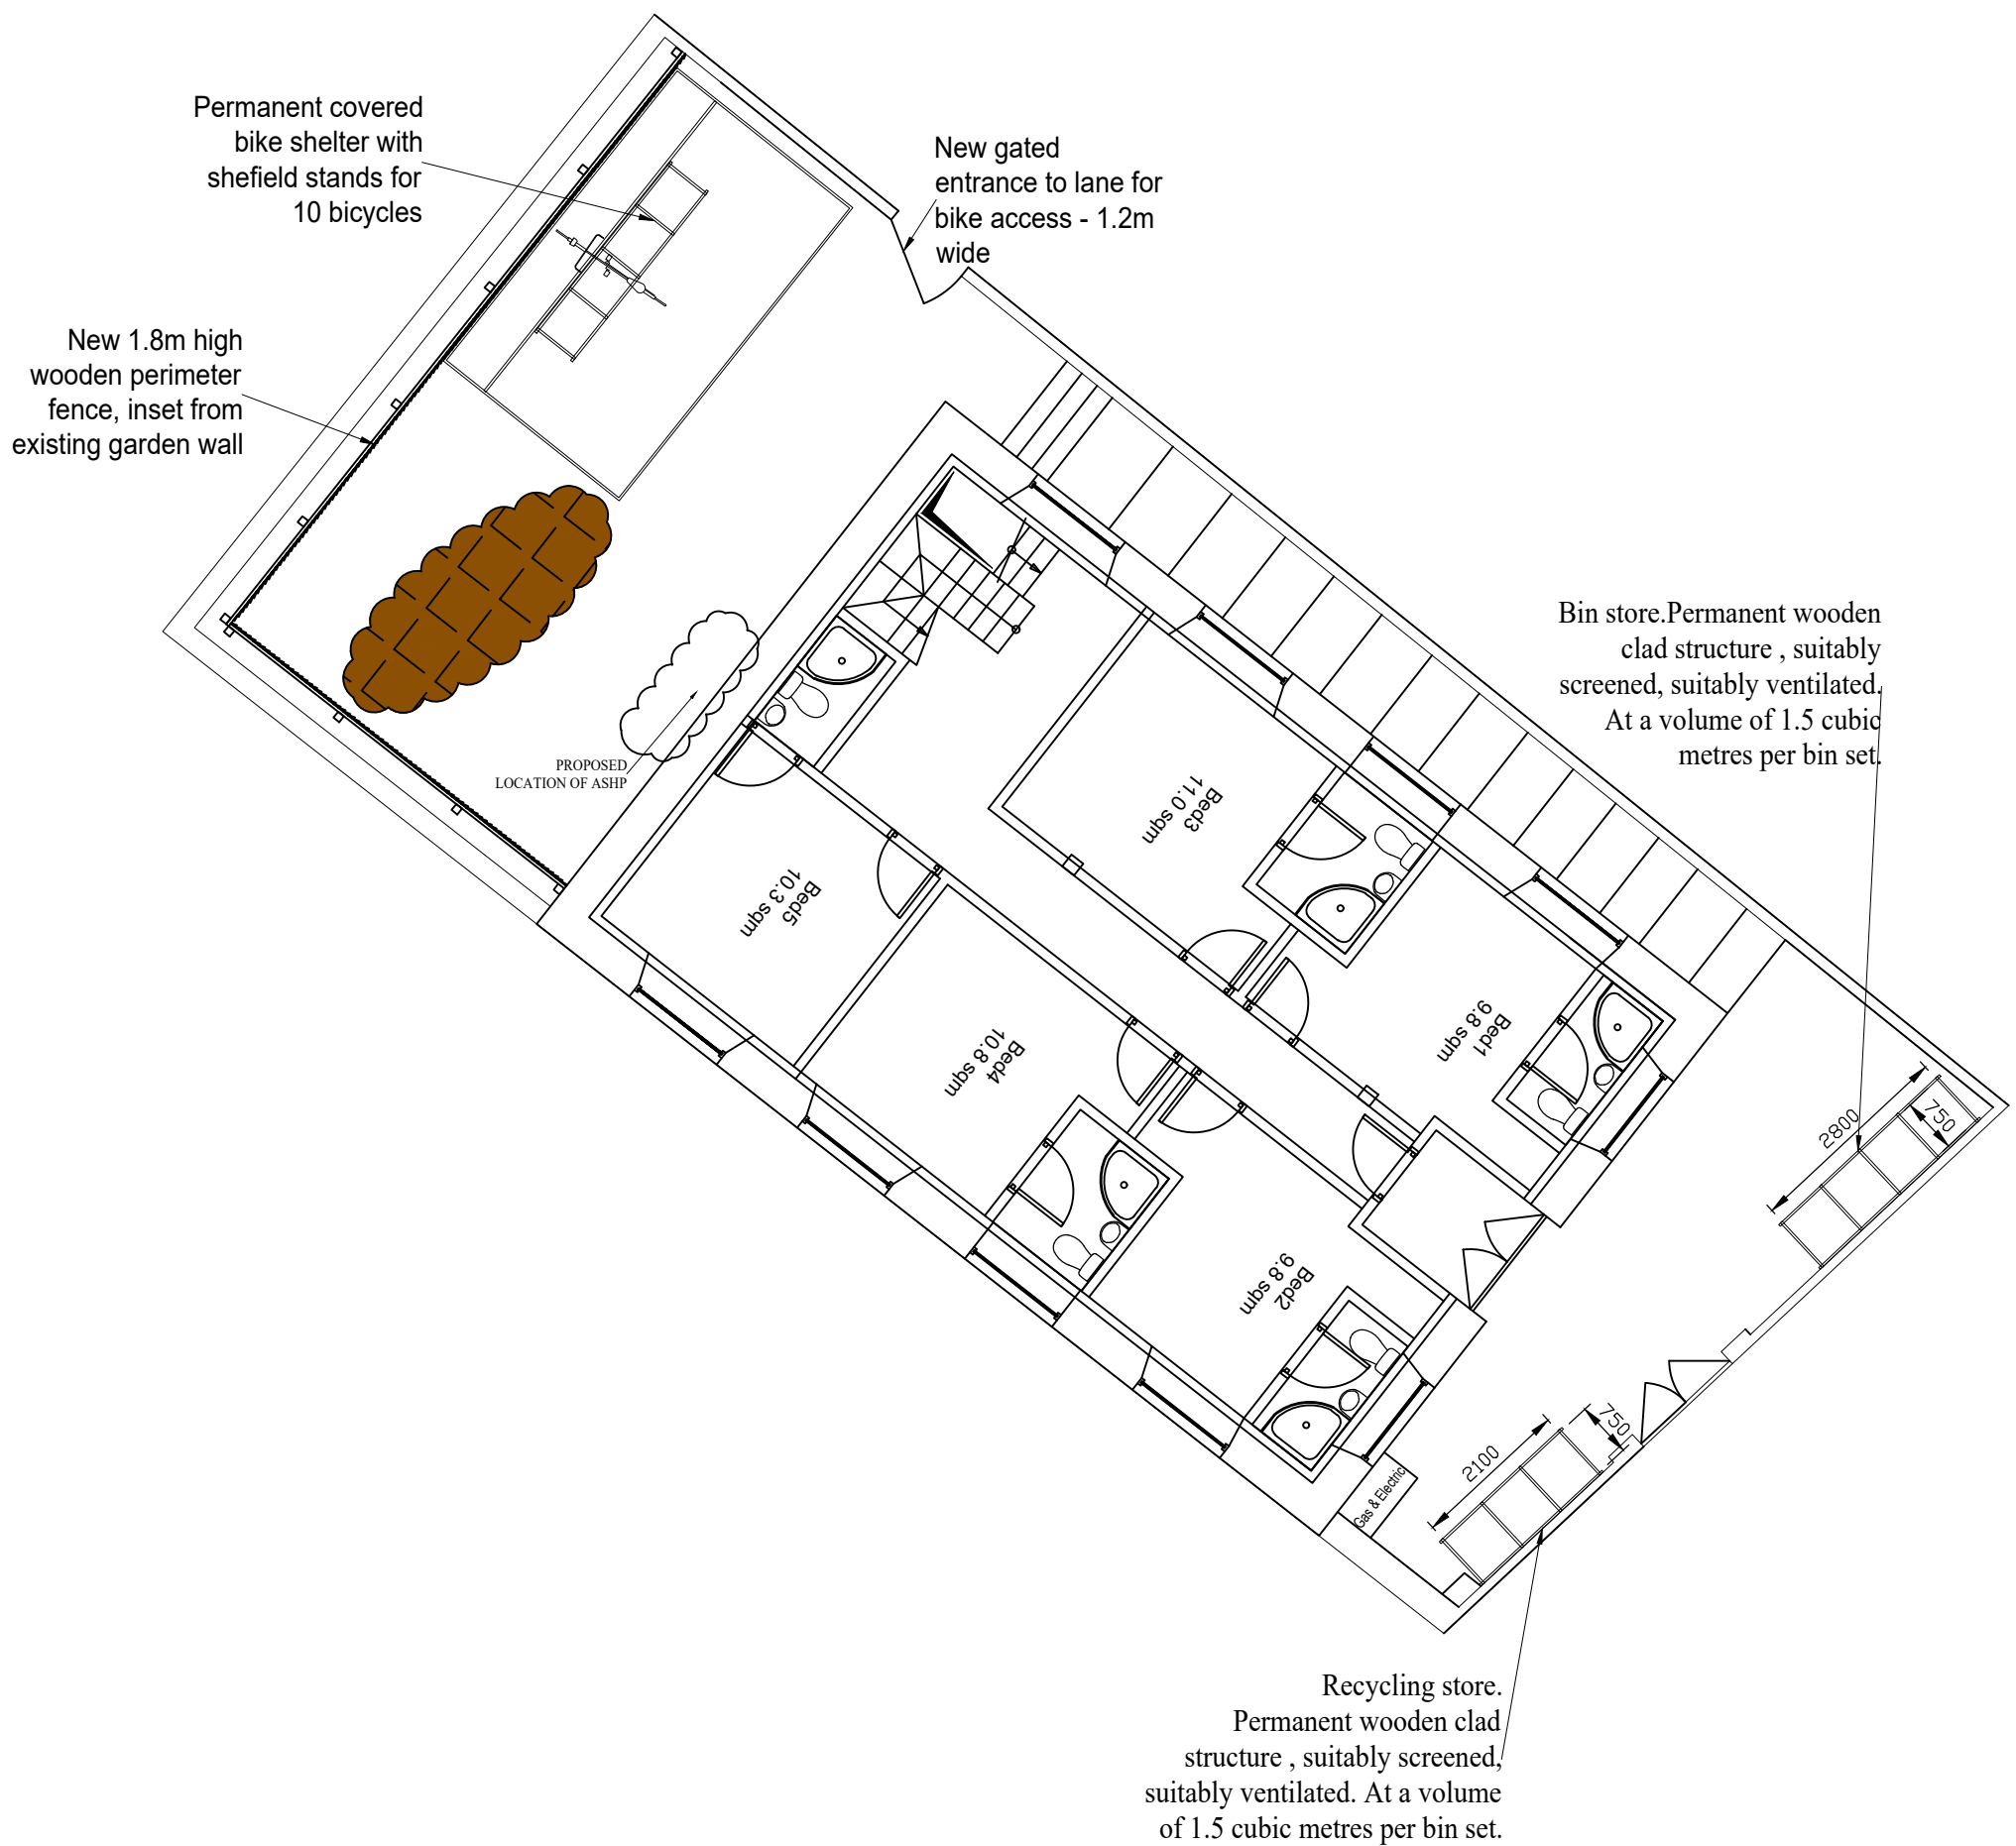 Permanent covered
bike shelter with
shefield stands for
10 bicycles
New gated
entrance to lane for
bike access - 1.2m
wide
New 1.8m high
wooden perimeter
fence, inset from
existing garden wall
Bin store.Permanent wooden
clad structure , suitably
screened, suitably ventilated.
At a volume of 1.5 cubic
metres per bin set.
PROPOSED
LOCATION OF ASHP
Bed3
11.0 sqm
Bed5
10.3 sqm
Bed1
9.8 sqm
Bed4
10.8 sqm
Bed2
9.8 sqm
2800
750
2100
750
Gas & Electric
Recycling store.
Permanent wooden clad
structure , suitably screened,
suitably ventilated. At a volume
of 1.5 cubic metres per bin set.